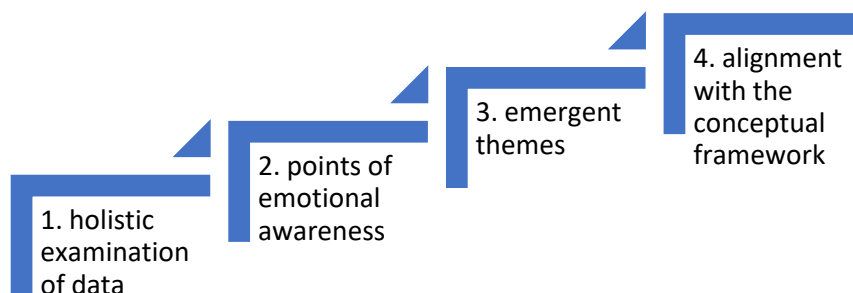 1. holistic
examination
of data
2. points of
emotional
awareness
3. emergent
themes
4. alignment
with the
conceptual
framework